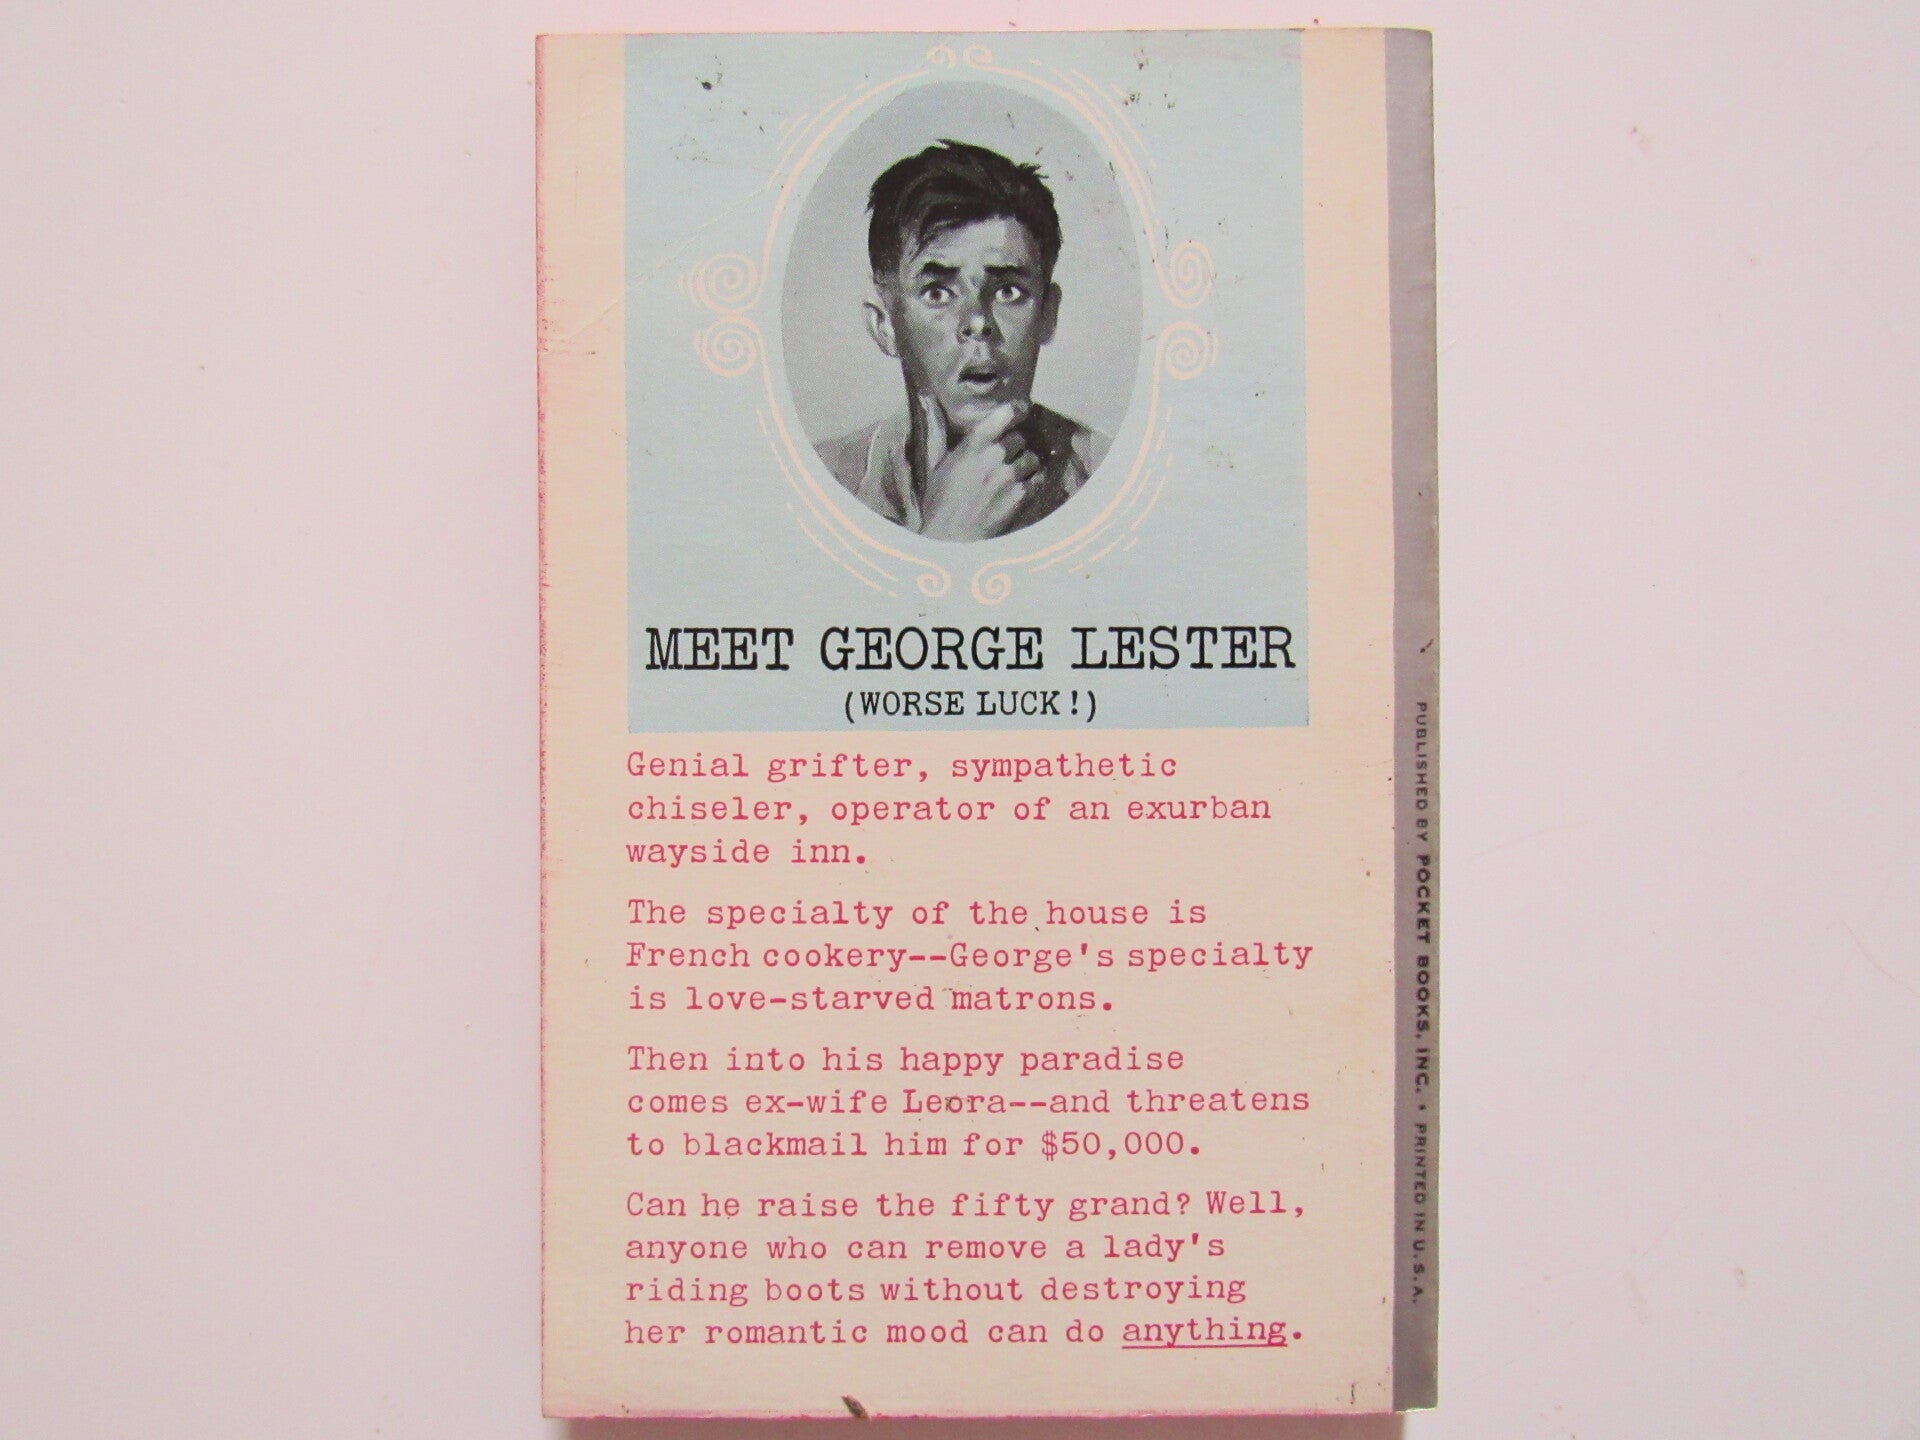 MEET GEORGE LESTER
(WORSE LUCK!)
Genial grifter, sympathetic
chiseler, operator of an exurban
wayside inn.
The specialty of the house is
French cookery--George's specialty
is love-starved matrons.
Then into his happy paradise
comes ex-wife Leora--and threatens
to blackmail him for $50,000.
Can he raise the fifty grand? Well,
anyone who can remove a lady's
riding boots without destroying
her romantic mood can do anything.
PUBLISHED BY POCKET BOOKS, INC. • PRINTED IN U.S.A.